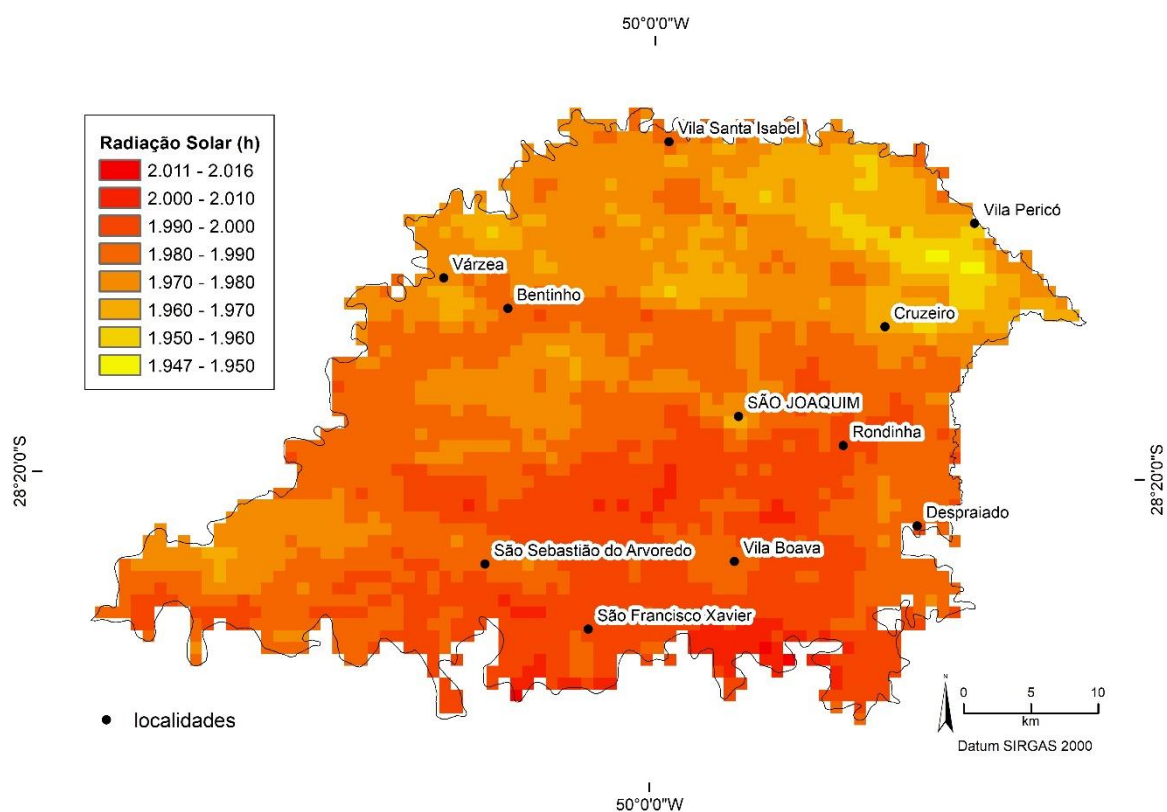 50°0'0"W
Radiação Solar (h)
2.011 - 2.016
2.000 - 2.010
1.990 - 2.000
1.980 - 1.990
1.970 - 1.980
1.960 - 1.970
1.950 - 1.960
1.947 - 1.950
Vila Santa Isabel
Vila Pericó
Várzea
Bentinho
Cruzeiro
SÃO JOAQUIM
Rondinha
28°20'0"S
28°20'0"S
Despraiado
São Sebastião do Arvoredo
Vila Boava
São Francisco Xavier
localidades
N
0 5 10
km
Datum SIRGAS 2000
50°0'0"W